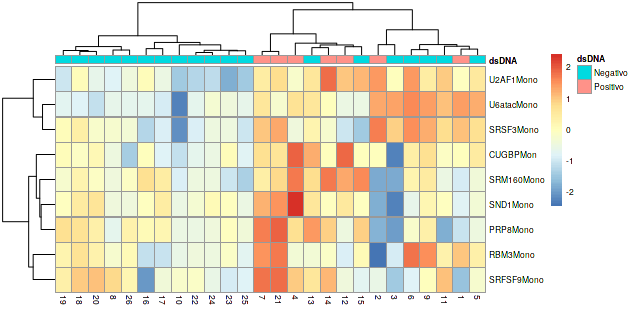 dsDNA
dsDNA
Negativo
Positivo
2
1
0
-1
-2
U2AF1Mono
U6atacMono
SRSF3Mono
CUGBPMon
SRM160Mono
SND1Mono
PRP8Mono
RBM3Mono
SRFSF9Mono
19 18 20 8 26 16 17 10 22 24 23 25 7 21 4 13 14 12 15 2 3 6 9 11 1 5